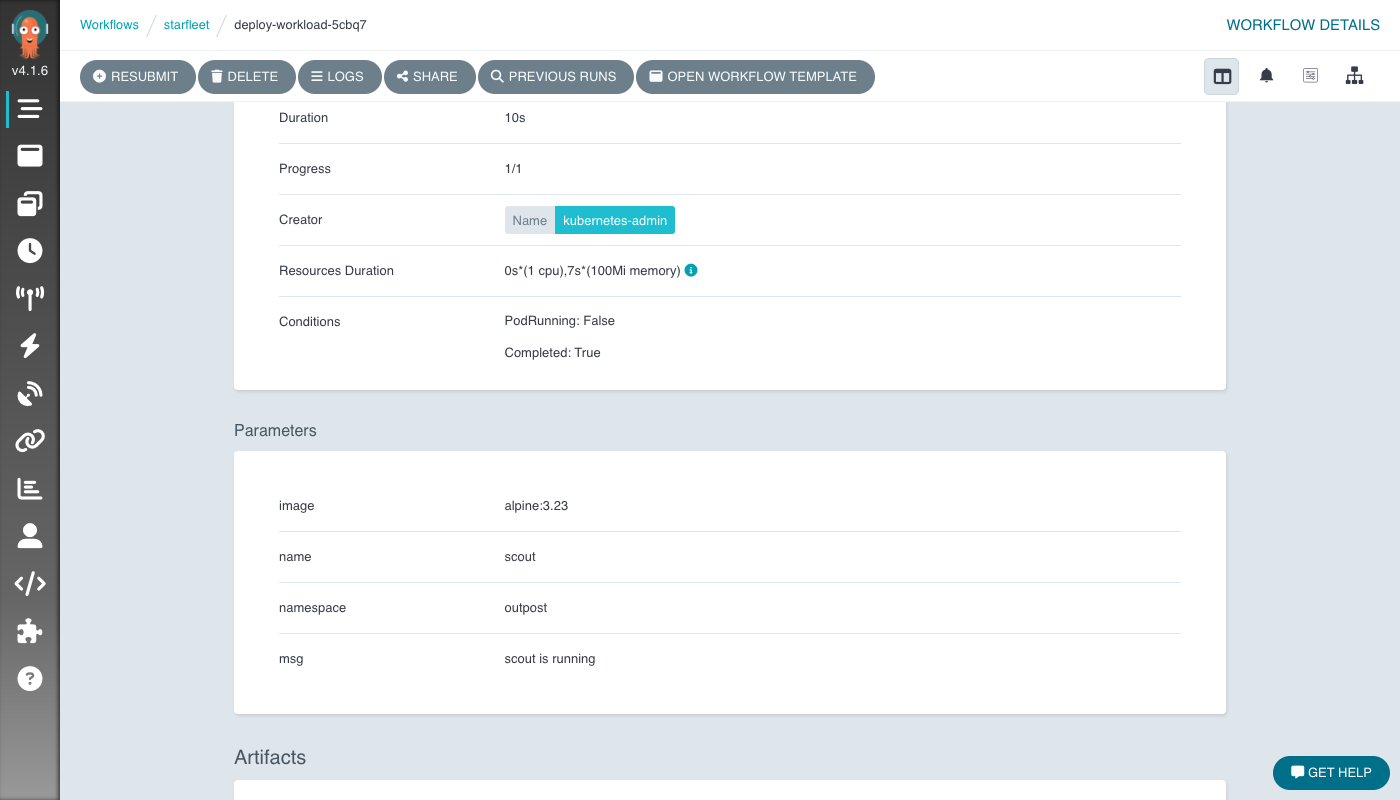 Workflows starfleet deploy-workload-5cbq7 WORKFLOW DETAILS
v4.1.6
RESUBMIT DELETE LOGS SHARE PREVIOUS RUNS OPEN WORKFLOW TEMPLATE
Duration 10s
Progress 1/1
Creator Name kubernetes-admin
Resources Duration 0s*(1 cpu),7s*(100Mi memory)
Conditions PodRunning: False
Completed: True
Parameters
image alpine:3.23
name scout
namespace outpost
msg scout is running
Artifacts
GET HELP